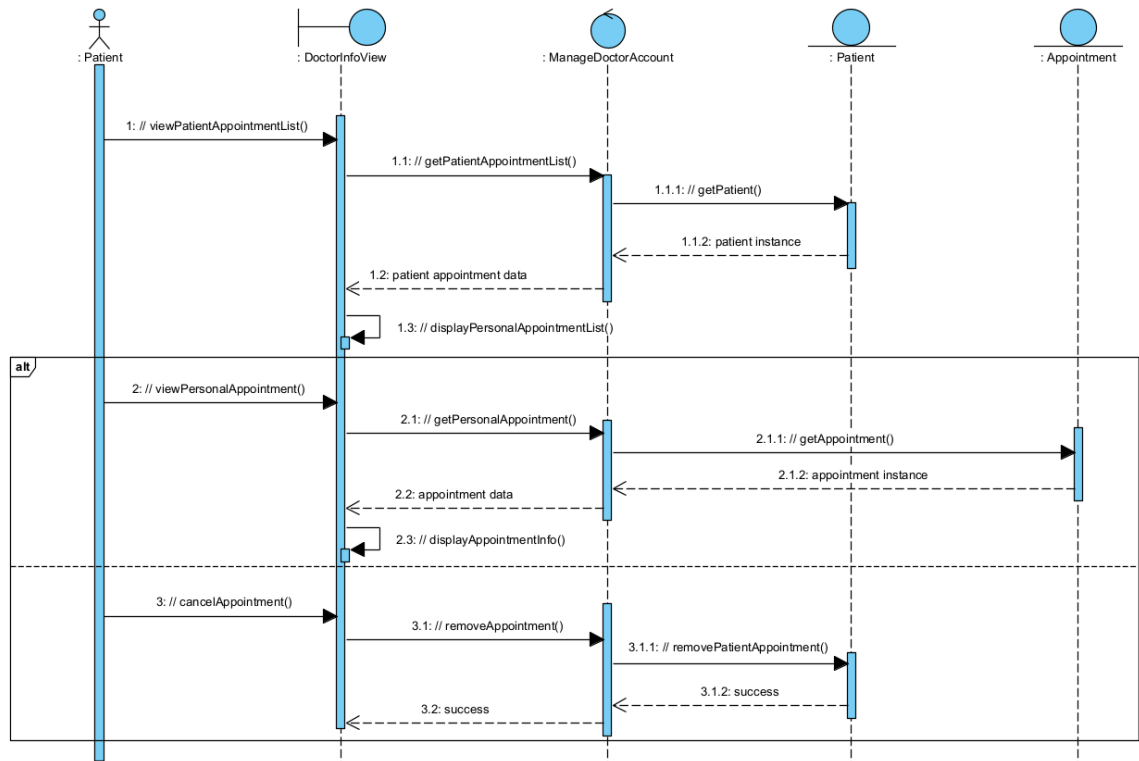 : Patient
: DoctorInfoView
: ManageDoctorAccount
: Patient
: Appointment
1: // viewPatientAppointmentList()
1.1: // getPatientAppointmentList()
1.1.1: // getPatient()
1.1.2: patient instance
1.2: patient appointment data
1.3: // displayPersonalAppointmentList()
alt
2: // viewPersonalAppointment()
2.1: // getPersonalAppointment()
2.1.1: // getAppointment()
2.1.2: appointment instance
2.2: appointment data
2.3: // displayAppointmentInfo()
3: // cancelAppointment()
3.1: // removeAppointment()
3.1.1: // removePatientAppointment()
3.1.2: success
3.2: success